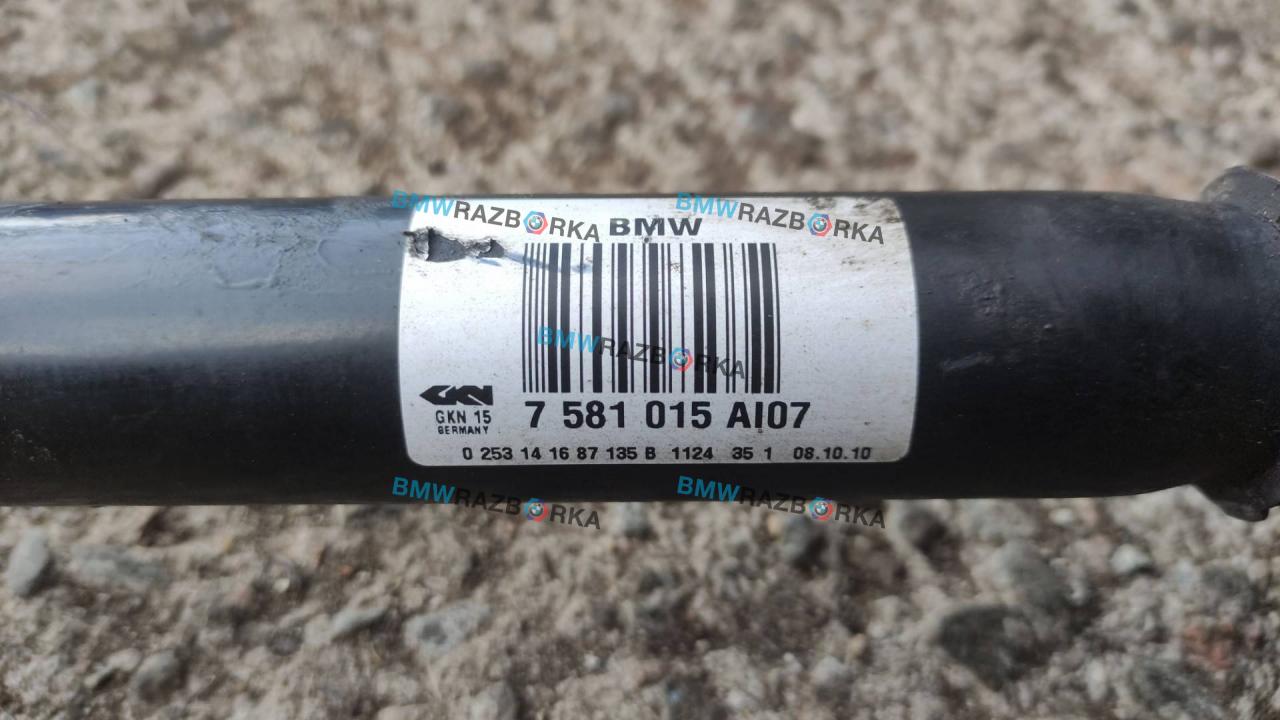 BMWRAZBORKA
BMWRAZBORKA
BMW
BMWRAZBORKA
GKN
GKN 15
GERMANY
7 581 015 AI07
0 253 14 16 87 135 B 1124 35 1 08.10.10
BMWRAZBORKA
BMWRAZBORKA